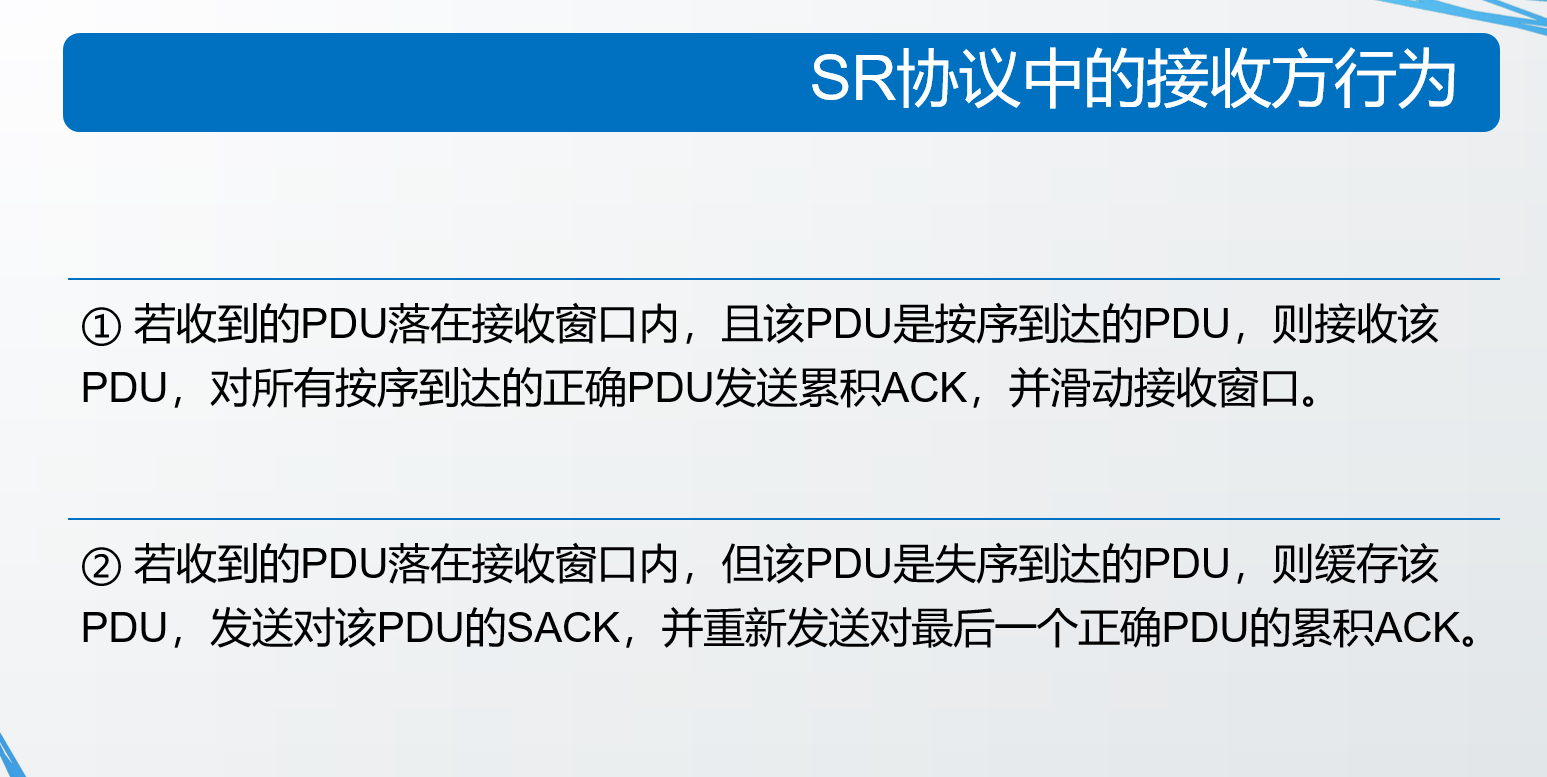 SR协议中的接收方行为
① 若收到的PDU落在接收窗口内，且该PDU是按序到达的PDU，则接收该
PDU，对所有按序到达的正确PDU发送累积ACK，并滑动接收窗口。
② 若收到的PDU落在接收窗口内，但该PDU是失序到达的PDU，则缓存该
PDU，发送对该PDU的SACK，并重新发送对最后一个正确PDU的累积ACK。